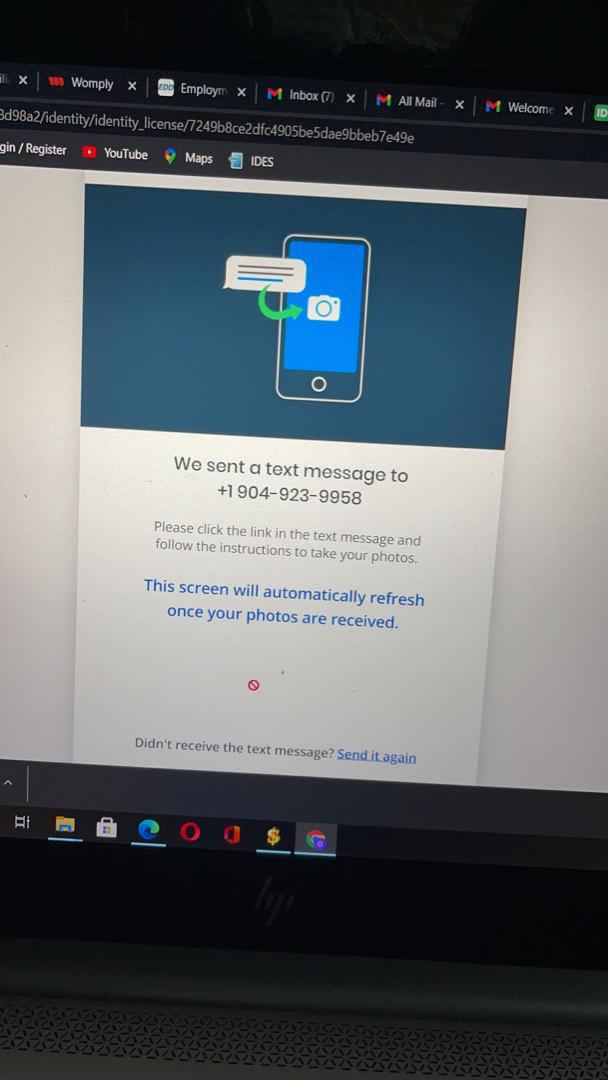 Womply
EDD Employm
Inbox (7)
All Mail -
Welcome
ID
8d98a2/identity/identity_license/7249b8ce2dfc4905be5dae9bbeb7e49e
gin / Register
YouTube
Maps
IDES
We sent a text message to
+1 904-923-9958
Please click the link in the text message and
follow the instructions to take your photos.
This screen will automatically refresh
once your photos are received.
Didn't receive the text message? Send it again
hp